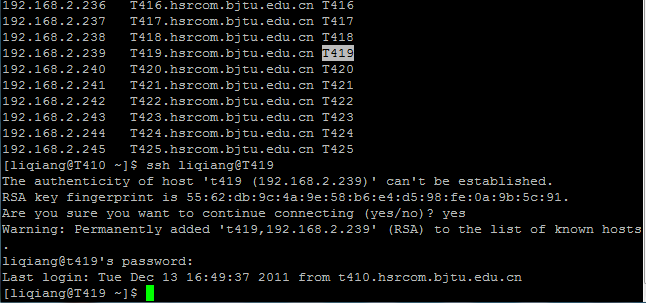 192.168.2.236   T416.hsrcom.bjtu.edu.cn T416
192.168.2.237   T417.hsrcom.bjtu.edu.cn T417
192.168.2.238   T418.hsrcom.bjtu.edu.cn T418
192.168.2.239   T419.hsrcom.bjtu.edu.cn T419
192.168.2.240   T420.hsrcom.bjtu.edu.cn T420
192.168.2.241   T421.hsrcom.bjtu.edu.cn T421
192.168.2.242   T422.hsrcom.bjtu.edu.cn T422
192.168.2.243   T423.hsrcom.bjtu.edu.cn T423
192.168.2.244   T424.hsrcom.bjtu.edu.cn T424
192.168.2.245   T425.hsrcom.bjtu.edu.cn T425
[liqiang@T410 ~]$ ssh liqiang@T419
The authenticity of host 't419 (192.168.2.239)' can't be established.
RSA key fingerprint is 55:62:db:9c:4a:9e:58:b6:e4:d5:98:fe:0a:9b:5c:91.
Are you sure you want to continue connecting (yes/no)? yes
Warning: Permanently added 't419,192.168.2.239' (RSA) to the list of known hosts
.
liqiang@t419's password:
Last login: Tue Dec 13 16:49:37 2011 from t410.hsrcom.bjtu.edu.cn
[liqiang@T419 ~]$